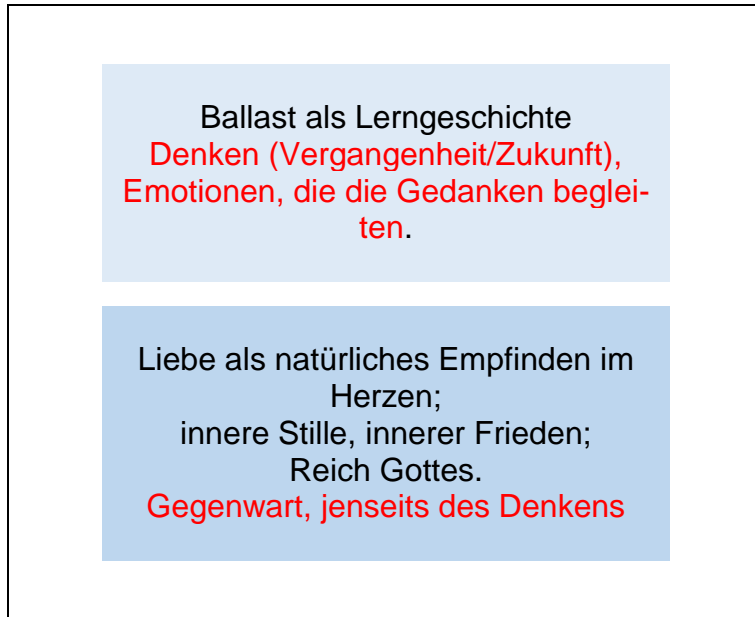 Ballast als Lerngeschichte
Denken (Vergangenheit/Zukunft),
Emotionen, die die Gedanken beglei-
ten.
Liebe als natürliches Empfinden im
Herzen;
innere Stille, innerer Frieden;
Reich Gottes.
Gegenwart, jenseits des Denkens